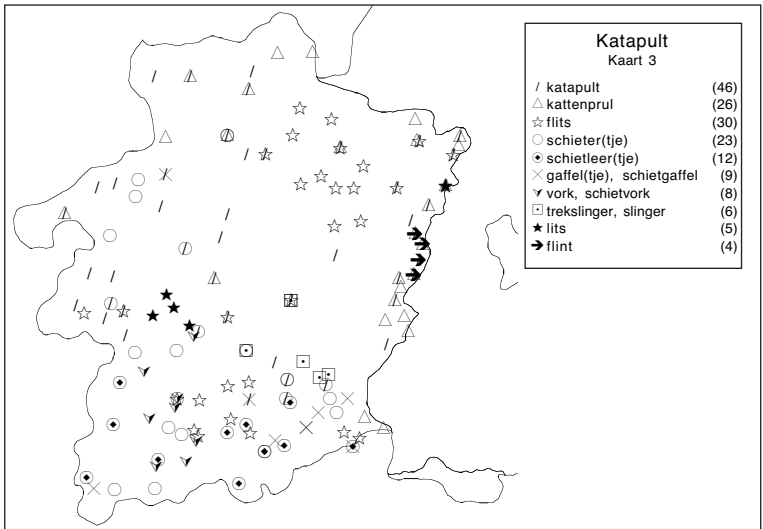 Katapult
Kaart 3
katapult (46)
kattenprul (26)
flits (30)
schieter(tje) (23)
schietleer(tje) (12)
gaffel(tje), schietgaffel (9)
vork, schietvork (8)
trekslinger, slinger (6)
lits (5)
flint (4)